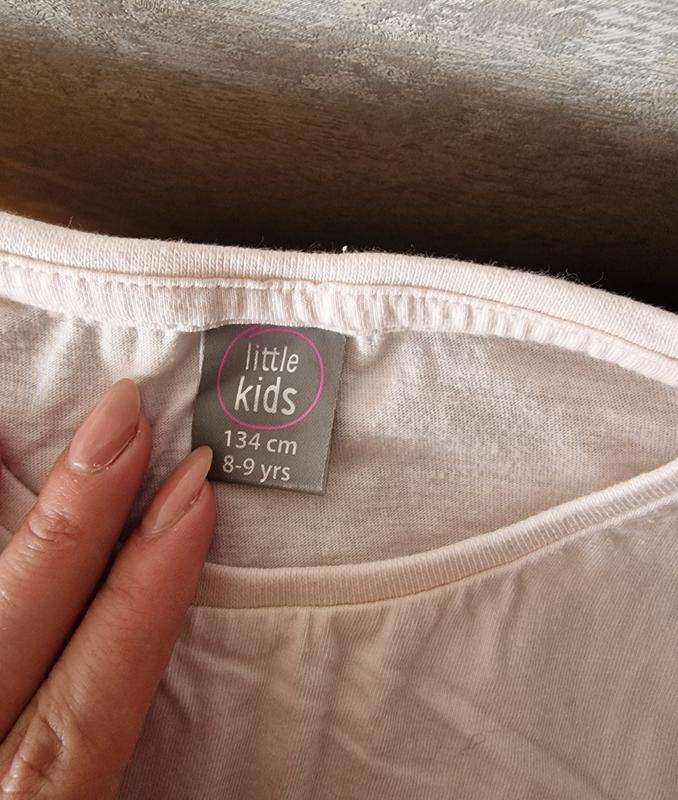 little
kids
134 cm
8-9 yrs